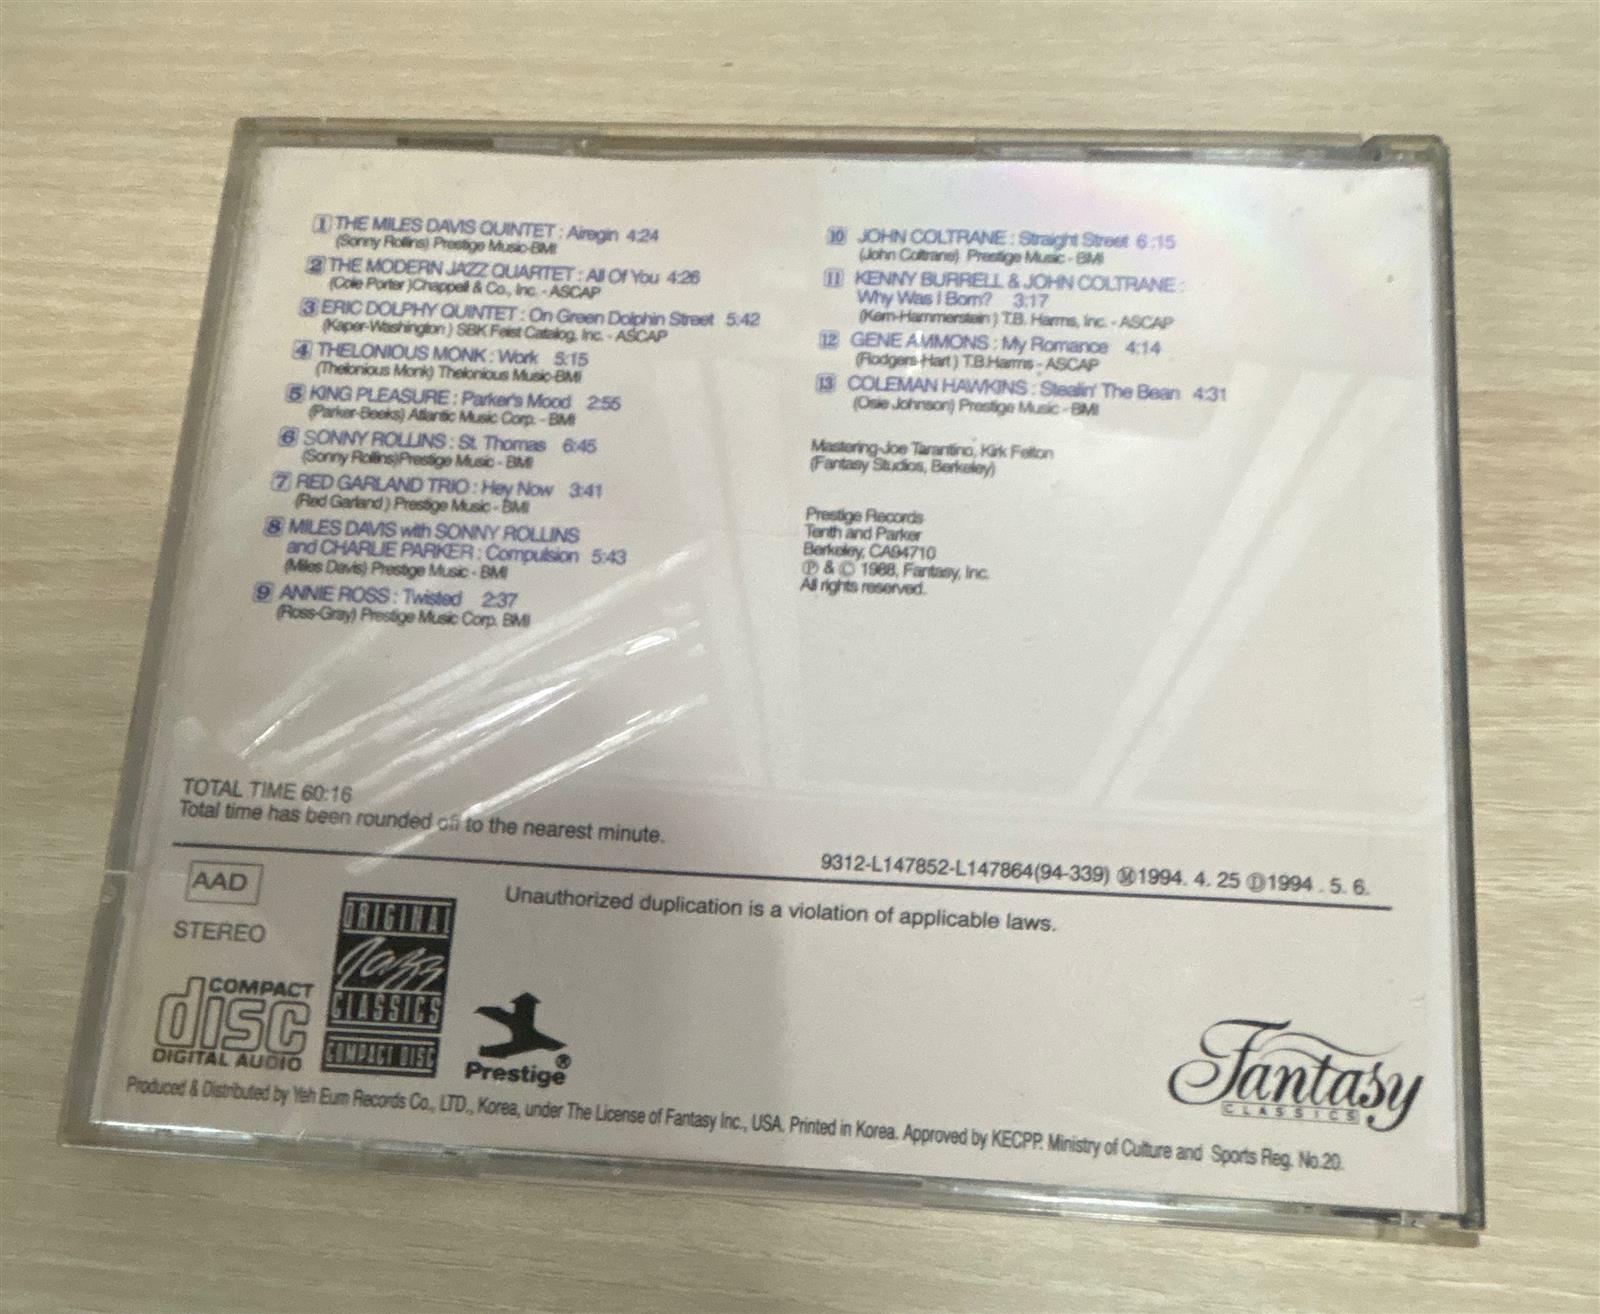 1 THE MILES DAVIS QUINTET : Airegin 4:24
(Sonny Rollins) Prestige Music-BMI
2 THE MODERN JAZZ QUARTET : All Of You 4:26
(Cole Porter )Chappell & Co., Inc. - ASCAP
3 ERIC DOLPHY QUINTET : On Green Dolphin Street 5:42
(Kaper-Washington ) SBK Feist Catalog, Inc. - ASCAP
4 THELONIOUS MONK : Work 5:15
(Thelonious Monk) Thelonious Music-BMI
5 KING PLEASURE : Parker's Mood 2:55
(Parker-Beeks) Atlantic Music Corp. - BMI
6 SONNY ROLLINS : St. Thomas 6:45
(Sonny Rollins)Prestige Music - BMI
7 RED GARLAND TRIO : Hey Now 3:41
(Red Garland ) Prestige Music - BMI
8 MILES DAVIS with SONNY ROLLINS
and CHARLIE PARKER : Compulsion 5:43
(Miles Davis) Prestige Music - BMI
9 ANNIE ROSS : Twisted 2:37
(Ross-Gray) Prestige Music Corp. BMI
10 JOHN COLTRANE : Straight Street 6:15
(John Coltrane) Prestige Music - BMI
11 KENNY BURRELL & JOHN COLTRANE :
Why Was I Born? 3:17
(Kern-Hammerstein ) T.B. Harms, Inc. - ASCAP
12 GENE AMMONS : My Romance 4:14
(Rodgers-Hart ) T.B.Harms - ASCAP
13 COLEMAN HAWKINS : Stealin' The Bean 4:31
(Osie Johnson) Prestige Music - BMI
Mastering-Joe Tarantino, Kirk Felton
(Fantasy Studios, Berkeley)
Prestige Records
Tenth and Parker
Berkeley, CA94710
Ⓟ & © 1988, Fantasy, Inc.
All rights reserved.
TOTAL TIME 60:16
Total time has been rounded off to the nearest minute.
9312-L147852-L147864(94-339) Ⓜ1994. 4. 25 Ⓓ1994 . 5. 6.
AAD
Unauthorized duplication is a violation of applicable laws.
STEREO
COMPACT
disc
DIGITAL AUDIO
ORIGINAL
Jazz
CLASSICS
COMPACT DISC
Prestige®
Fantasy
CLASSICS
Produced & Distributed by Yeh Eum Records Co., LTD., Korea, under The License of Fantasy Inc., USA. Printed in Korea. Approved by KECPP. Ministry of Culture and Sports Reg. No.20.